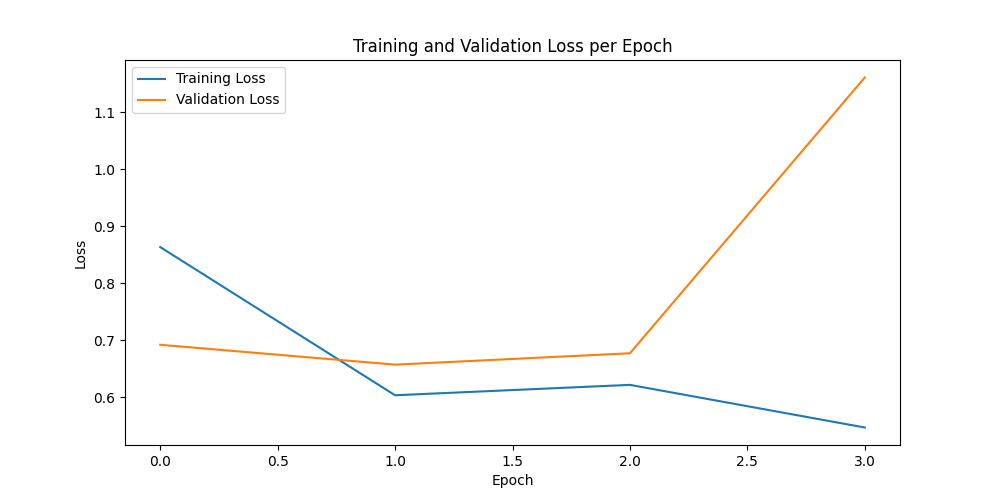 Training and Validation Loss per Epoch
Training Loss
Validation Loss
1.1
1.0
0.9
0.8
0.7
0.6
Loss
0.0 0.5 1.0 1.5 2.0 2.5 3.0
Epoch